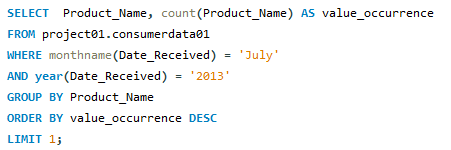 SELECT  Product_Name, count(Product_Name) AS value_occurrence
FROM project01.consumerdata01
WHERE monthname(Date_Received) = 'July'
AND year(Date_Received) = '2013'
GROUP BY Product_Name
ORDER BY value_occurrence DESC
LIMIT 1;